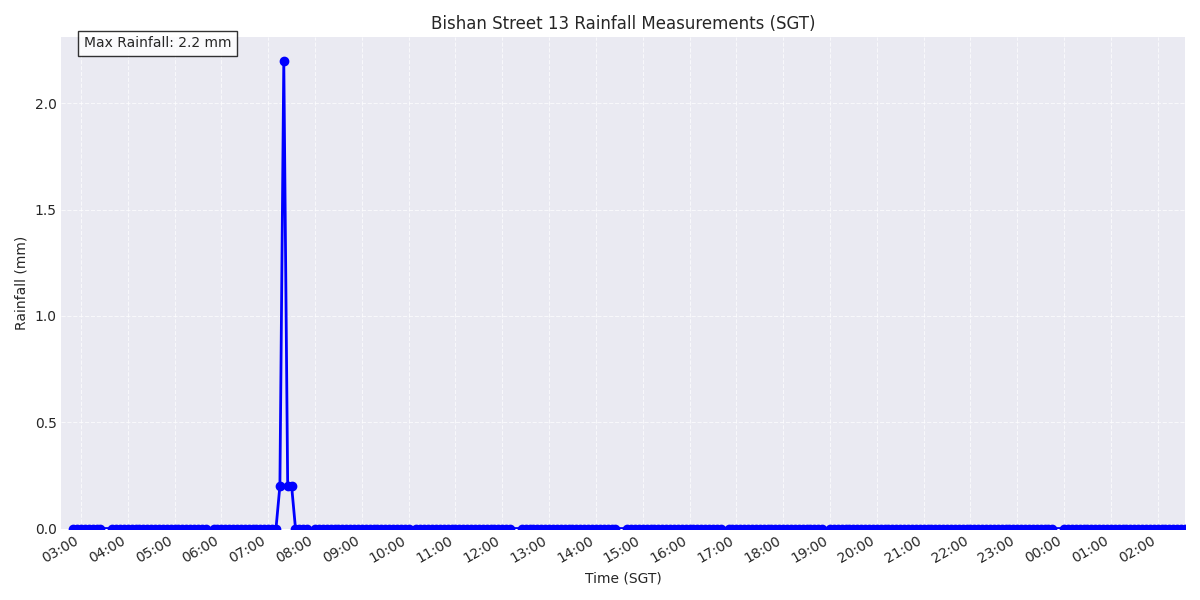 Bishan Street 13 Rainfall Measurements (SGT)
Max Rainfall: 2.2 mm
Rainfall (mm)
2.0
1.5
1.0
0.5
0.0
03:00 04:00 05:00 06:00 07:00 08:00 09:00 10:00 11:00 12:00 13:00 14:00 15:00 16:00 17:00 18:00 19:00 20:00 21:00 22:00 23:00 00:00 01:00 02:00
Time (SGT)